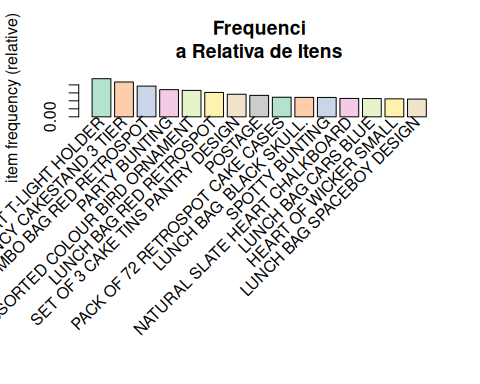 Frequenci
a Relativa de Itens
item frequency (relative)
0.00
T T-LIGHT HOLDER
NCY CAKESTAND 3 TIER
MBO BAG RED RETROSPOT
PARTY BUNTING
SSORTED COLOUR BIRD ORNAMENT
LUNCH BAG RED RETROSPOT
SET OF 3 CAKE TINS PANTRY DESIGN
POSTAGE
PACK OF 72 RETROSPOT CAKE CASES
LUNCH BAG BLACK SKULL.
SPOTTY BUNTING
NATURAL SLATE HEART CHALKBOARD
LUNCH BAG CARS BLUE
HEART OF WICKER SMALL
LUNCH BAG SPACEBOY DESIGN